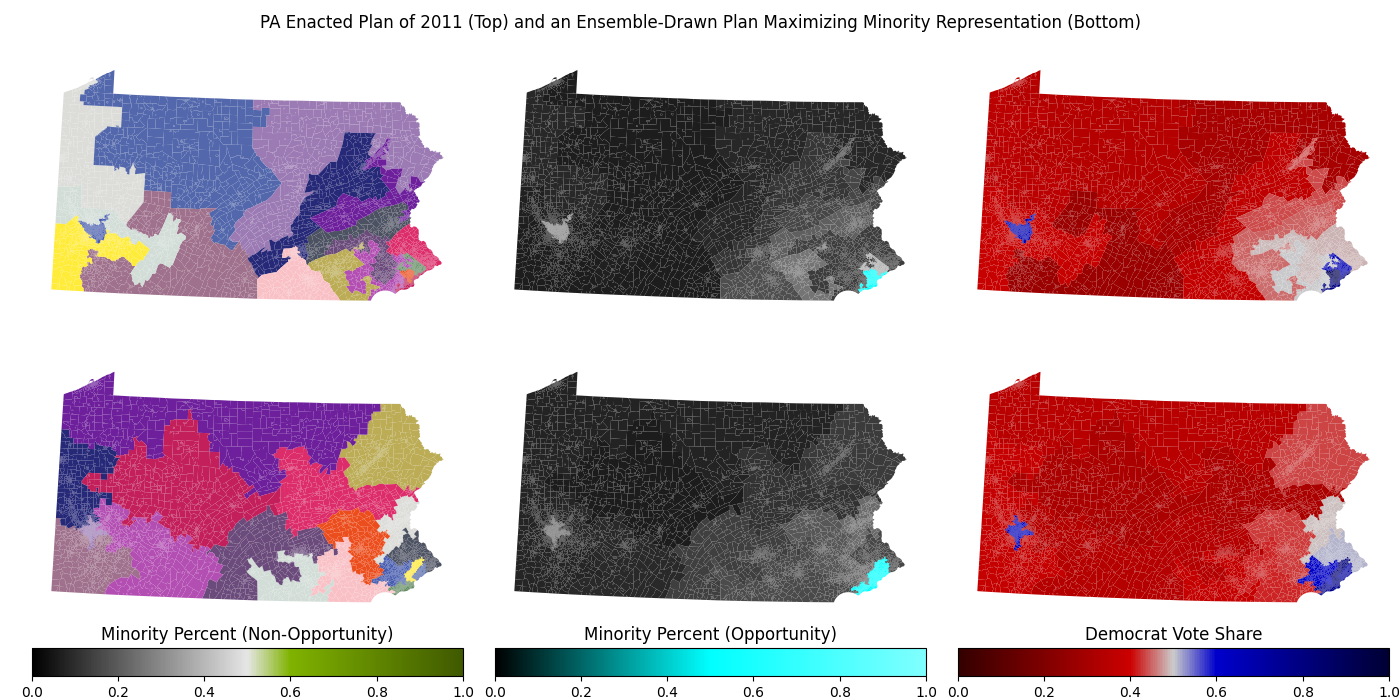 PA Enacted Plan of 2011 (Top) and an Ensemble-Drawn Plan Maximizing Minority Representation (Bottom)
Minority Percent (Non-Opportunity)
Minority Percent (Opportunity)
Democrat Vote Share
0.0 0.2 0.4 0.6 0.8 1.0
0.0 0.2 0.4 0.6 0.8 1.0
0.0 0.2 0.4 0.6 0.8 1.0